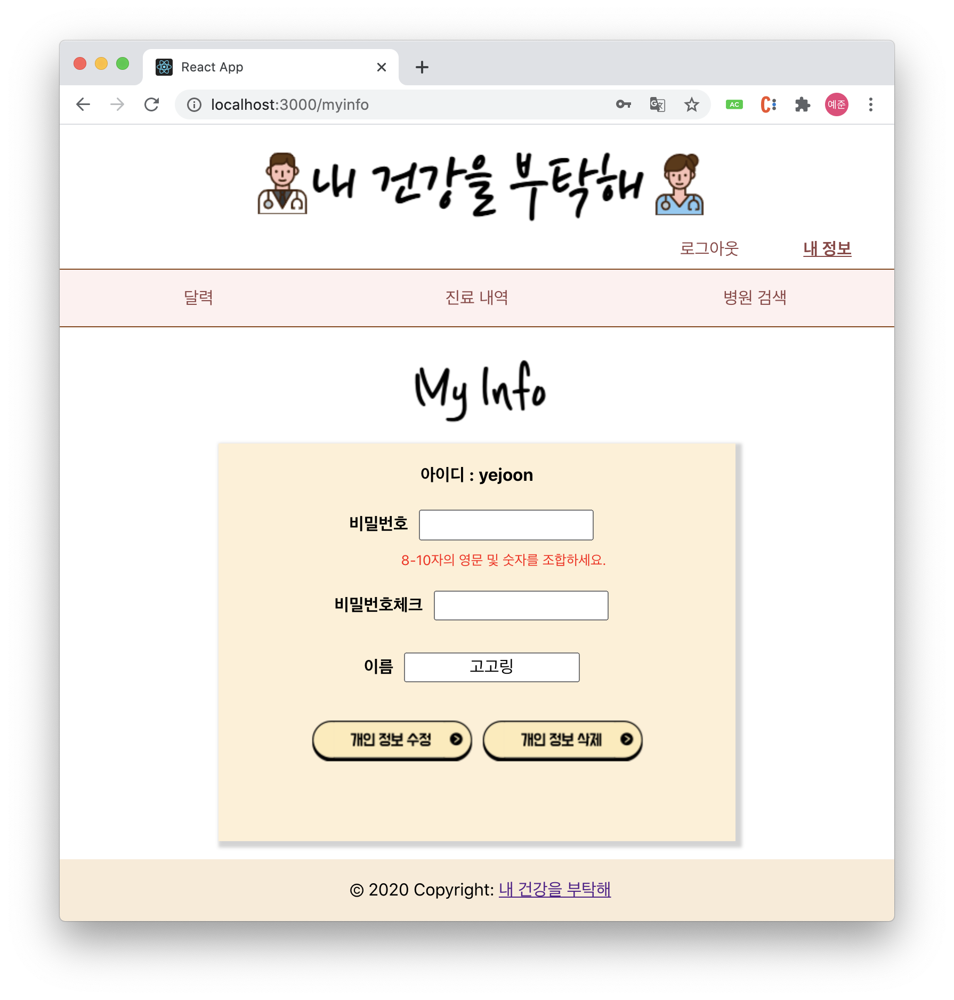 React App
localhost:3000/myinfo
AC
예준
내 건강을 부탁해
로그아웃 내 정보
달력 진료 내역 병원 검색
My Info
아이디 : yejoon
비밀번호
8-10자의 영문 및 숫자를 조합하세요.
비밀번호체크
이름 고고링
개인 정보 수정 개인 정보 삭제
© 2020 Copyright: 내 건강을 부탁해